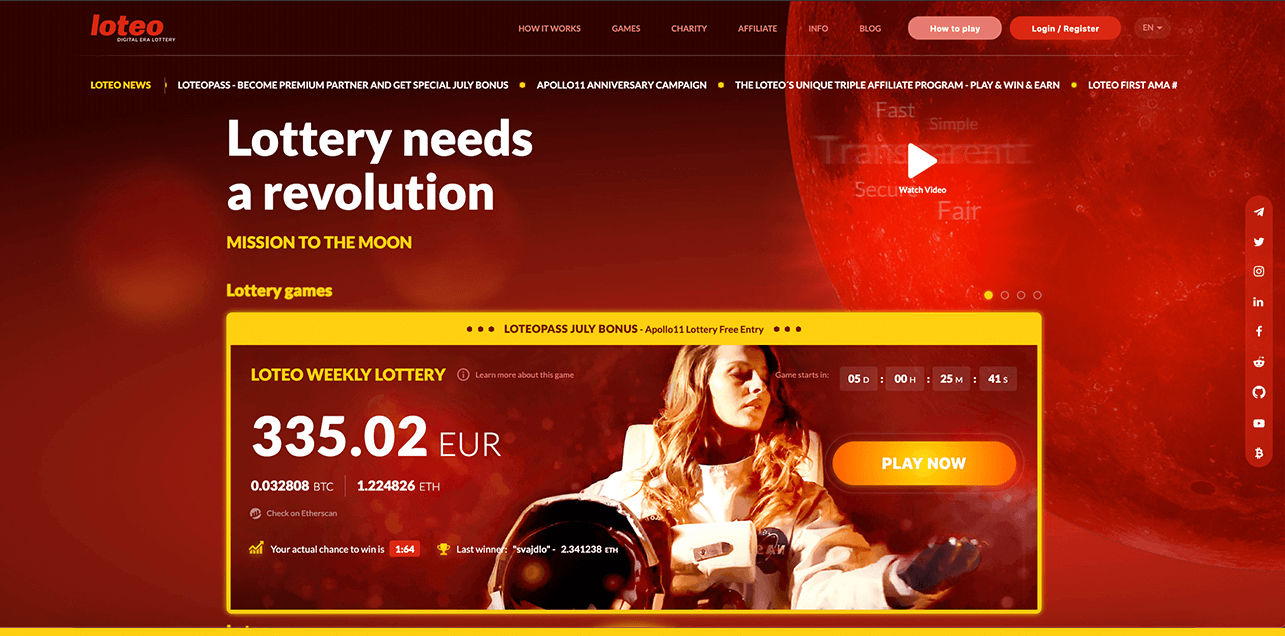 loteo
DIGITAL ERA LOTTERY
HOW IT WORKS GAMES CHARITY AFFILIATE INFO BLOG How to play Login / Register EN
LOTEO NEWS LOTEOPASS - BECOME PREMIUM PARTNER AND GET SPECIAL JULY BONUS APOLLO11 ANNIVERSARY CAMPAIGN THE LOTEO´S UNIQUE TRIPLE AFFILIATE PROGRAM - PLAY & WIN & EARN LOTEO FIRST AMA #
Fast
Simple
Transparent
Secure
Watch Video
Fair
Lottery needs
a revolution
MISSION TO THE MOON
Lottery games
LOTEOPASS JULY BONUS - Apollo11 Lottery Free Entry
LOTEO WEEKLY LOTTERY Learn more about this game
Game starts in: 05 D : 00 H : 25 M : 41 S
335.02 EUR
PLAY NOW
0.032808 BTC 1.224826 ETH
Check on Etherscan
Your actual chance to win is 1:64 Last winner: "svajdlo" - 2.341238 ETH